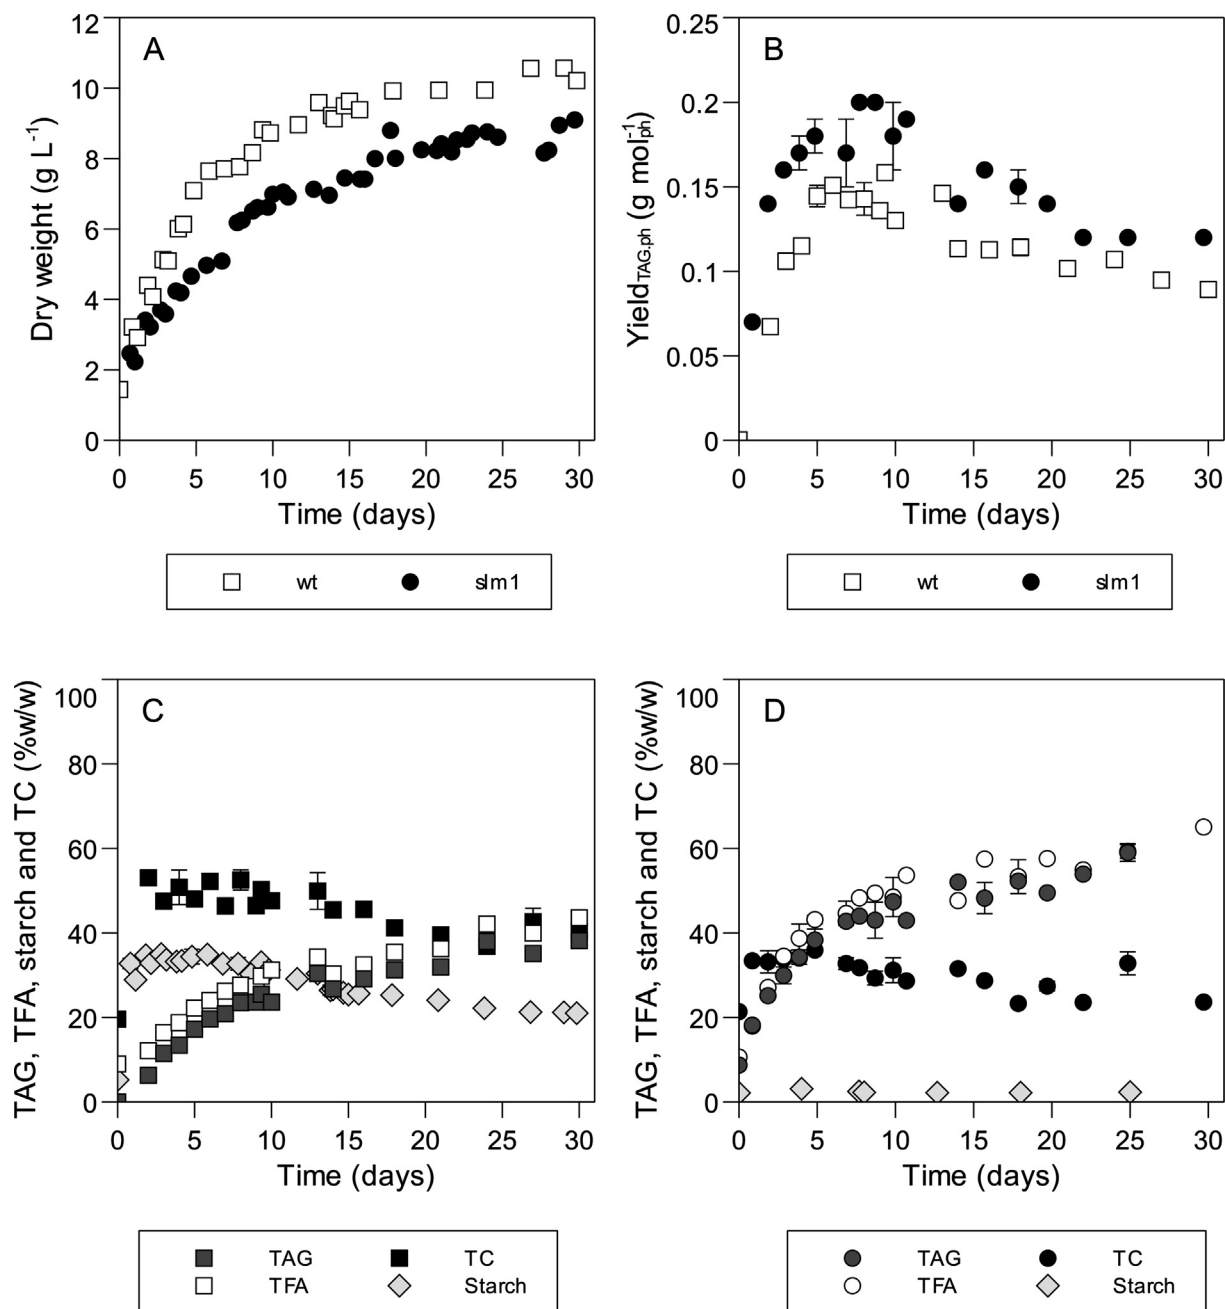 A
Dry weight (g L-1)
12
10
8
6
4
2
0
0 5 10 15 20 25 30
Time (days)
wt slm1
B
YieldTAG,ph (g mol-1ph)
0.25
0.2
0.15
0.1
0.05
0
0 5 10 15 20 25 30
Time (days)
wt slm1
C
TAG, TFA, starch and TC (%w/w)
100
80
60
40
20
0
0 5 10 15 20 25 30
Time (days)
TAG TC
TFA Starch
D
TAG, TFA, starch and TC (%w/w)
100
80
60
40
20
0
0 5 10 15 20 25 30
Time (days)
TAG TC
TFA Starch